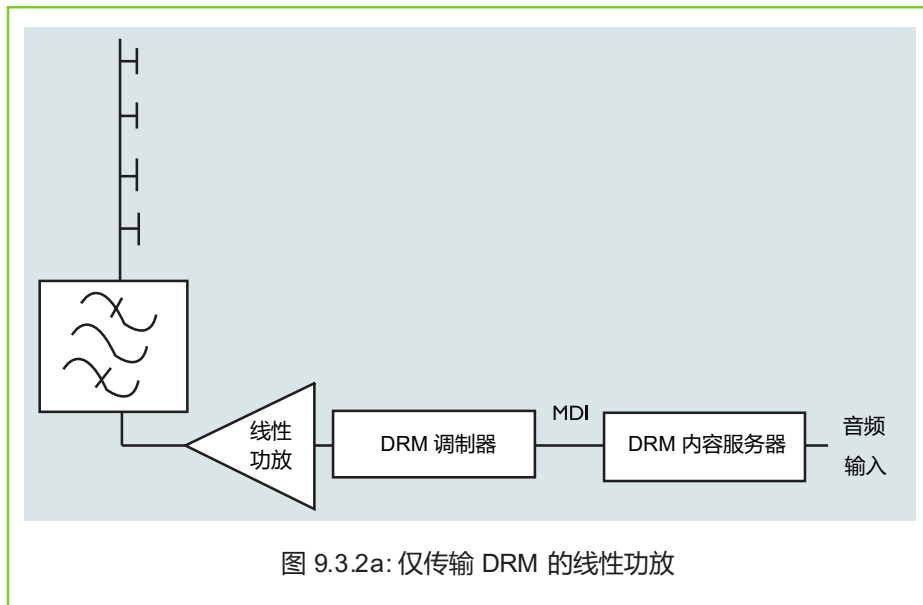 线性
功放
DRM 调制器
MDI
DRM 内容服务器
音频
输入
图 9.3.2a: 仅传输 DRM 的线性功放